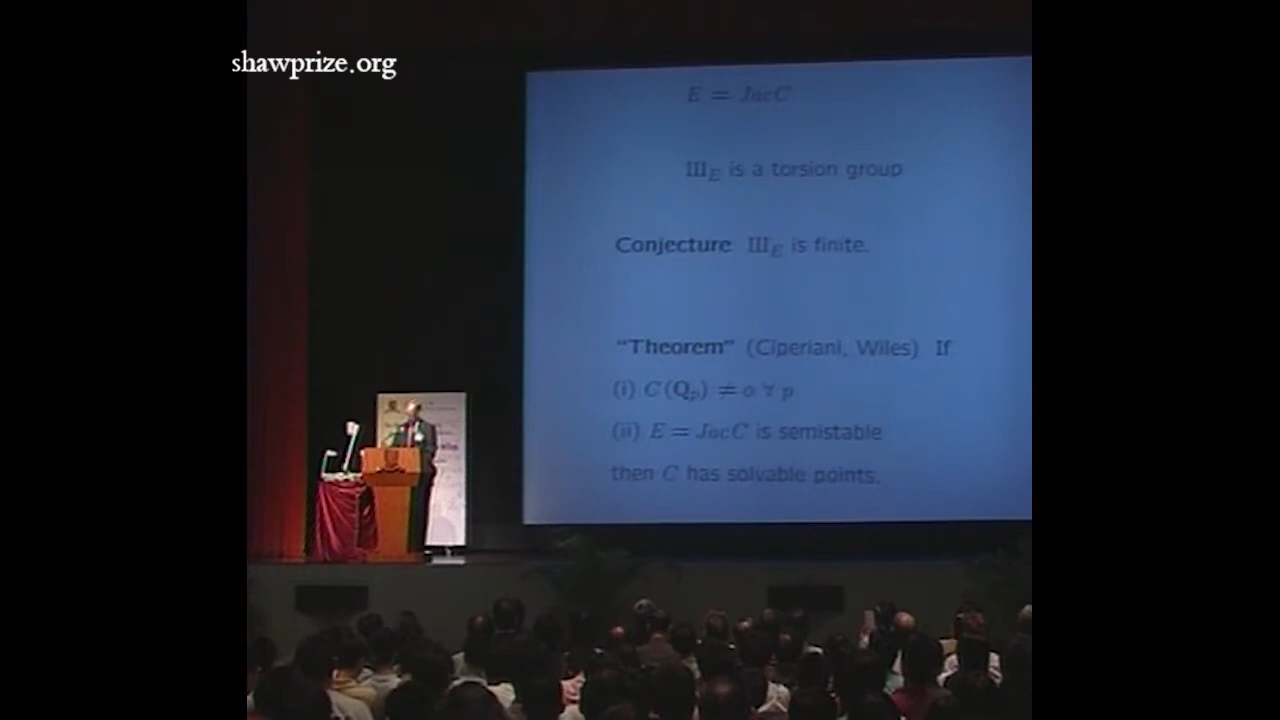 shawprize.org
E = JacC
Ш_E is a torsion group
Conjecture Ш_E is finite.
"Theorem" (Ciperiani, Wiles) If
(i) C(Q_p) ≠ ø ∀ p
(ii) E = JacC is semistable
then C has solvable points.